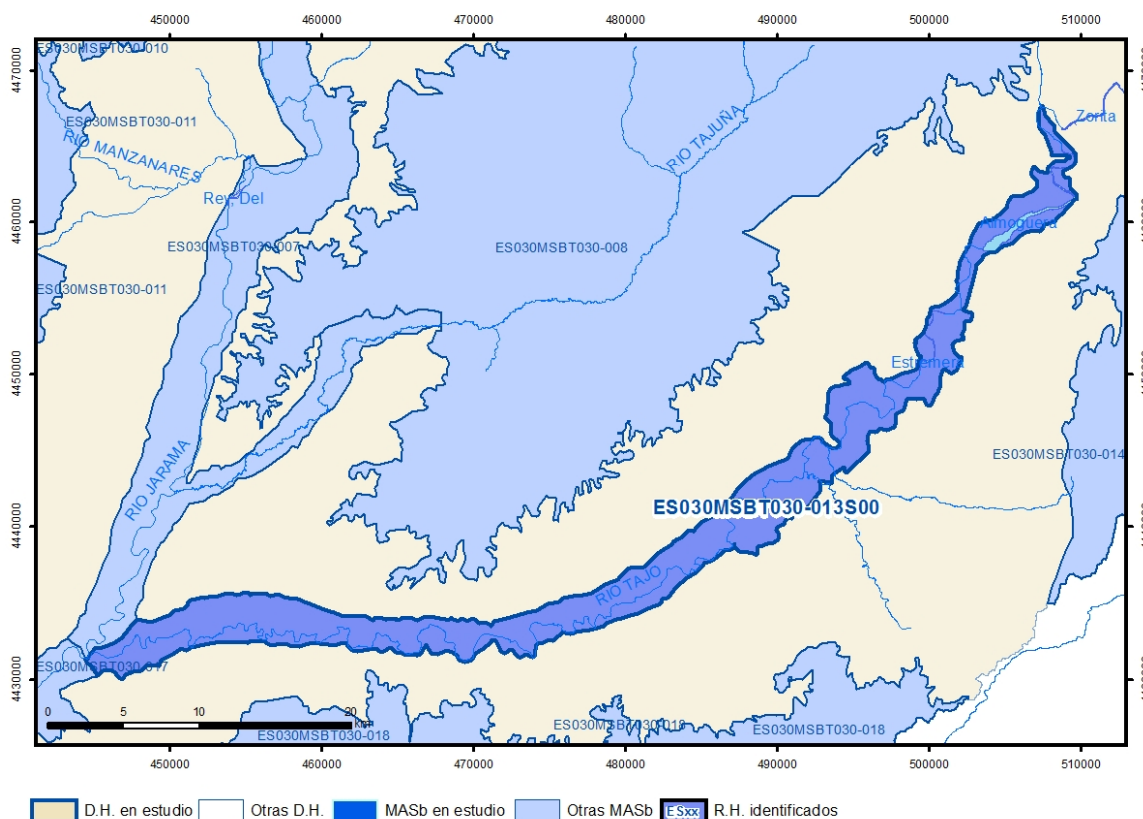 450000 460000 470000 480000 490000 500000 510000
4470000
4460000
4450000
4440000
4430000
ES030MSBT030-010
ES030MSBT030-011
RIO MANZANARES
Rey, Del
RIO TAJUÑA
Zorita
ES030MSBT030-007
ES030MSBT030-008
Almoguera
ES030MSBT030-011
Estremera
RIO JARAMA
ES030MSBT030-014
ES030MSBT030-013S00
RIO TAJO
ES030MSBT030-017
0 5 10 20
km
ES030MSBT030-018
ES030MSBT030-018
ES030MSBT030-018
450000 460000 470000 480000 490000 500000 510000
D.H. en estudio Otras D.H. MASb en estudio Otras MASb ESxx R.H. identificados